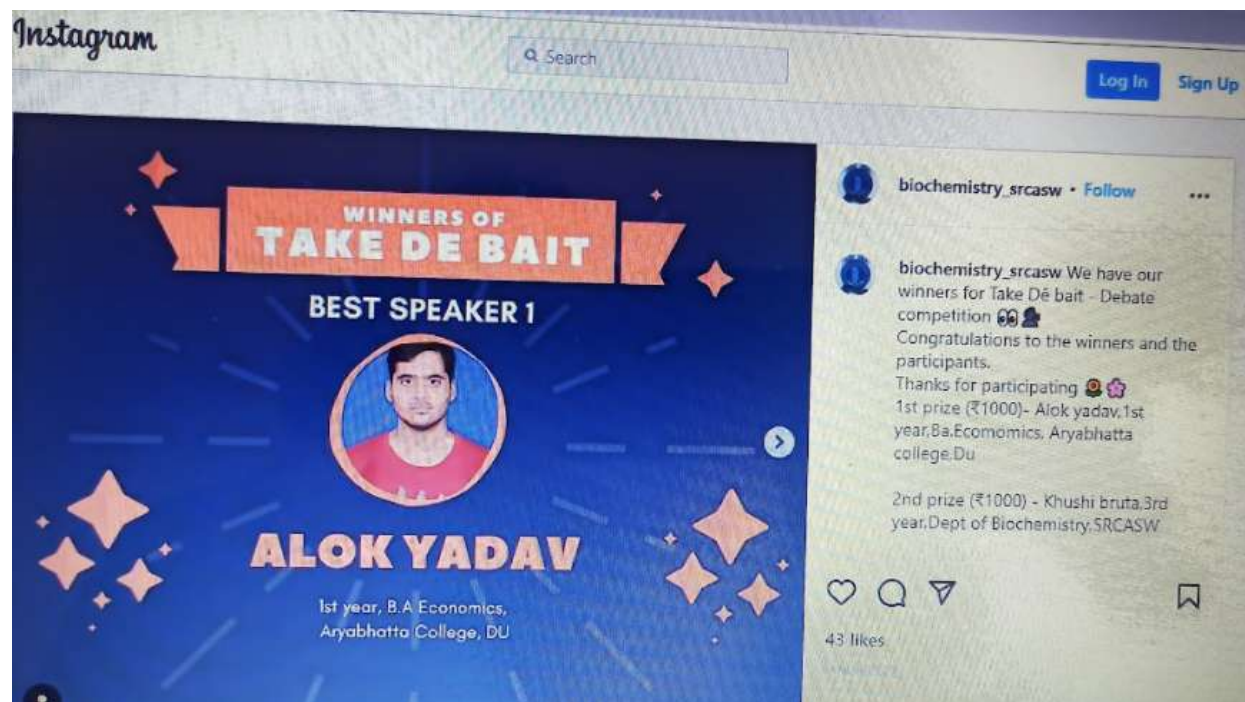 Instagram
Search
Log In
Sign Up
WINNERS OF
TAKE DE BAIT
BEST SPEAKER 1
ALOK YADAV
1st year, B.A Economics,
Aryabhatta College, DU
biochemistry_srcasw • Follow
biochemistry_srcasw We have our
winners for Take Dē bait - Debate
competition 👀🗣
Congratulations to the winners and the
participants.
Thanks for participating 🌻🌸
1st prize (₹1000)- Alok yadav,1st
year,Ba.Ecomomics, Aryabhatta
college,Du
2nd prize (₹1000) - Khushi bruta,3rd
year,Dept of Biochemistry,SRCASW
43 likes